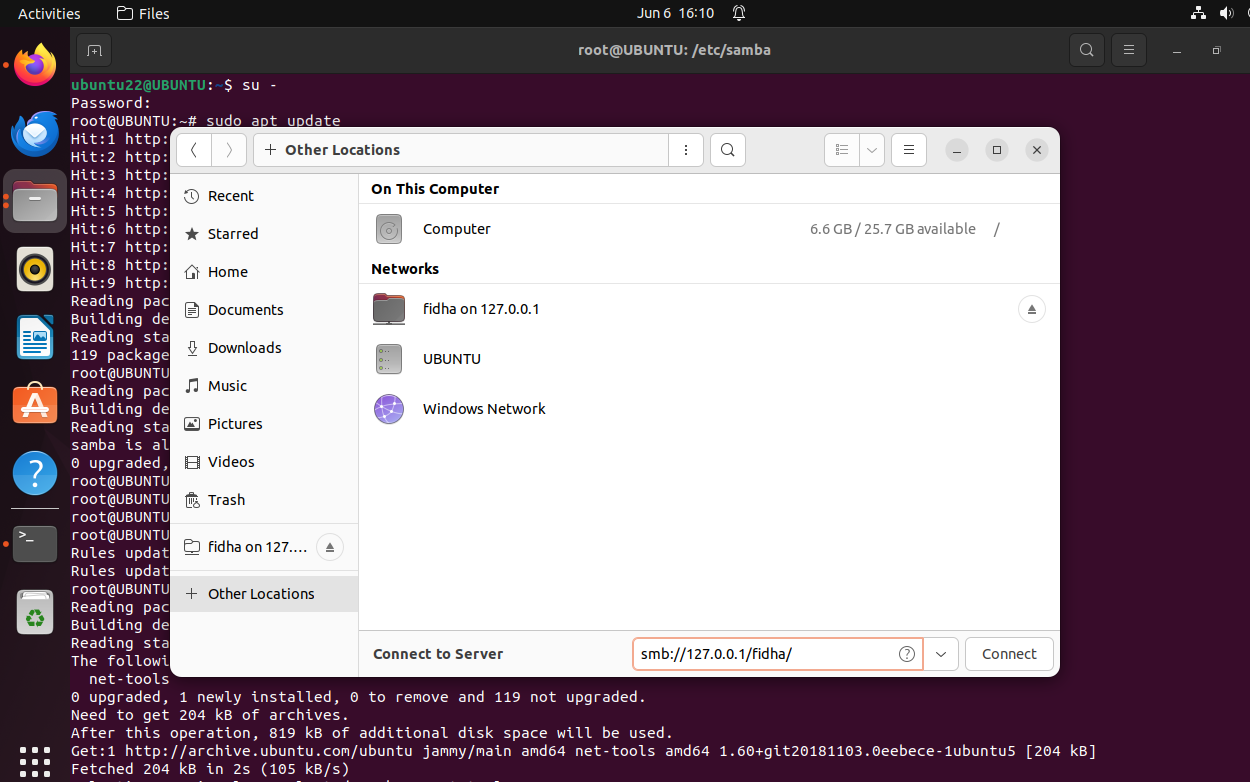 Activities
Files
Jun 6 16:10
root@UBUNTU: /etc/samba
ubuntu22@UBUNTU:~$ su -
Password:
root@UBUNTU:~# sudo apt update
Hit:1 http:
Hit:2 http:
Hit:3 http:
Hit:4 http:
Hit:5 http:
Hit:6 http:
Hit:7 http:
Hit:8 http:
Hit:9 http:
Reading pac
Building de
Reading sta
119 package
root@UBUNTU
Reading pac
Building de
Reading sta
samba is al
0 upgraded,
root@UBUNTU
root@UBUNTU
root@UBUNTU
root@UBUNTU
Rules updat
Rules updat
root@UBUNTU
Reading pac
Building de
Reading sta
The followi
net-tools
0 upgraded, 1 newly installed, 0 to remove and 119 not upgraded.
Need to get 204 kB of archives.
After this operation, 819 kB of additional disk space will be used.
Get:1 http://archive.ubuntu.com/ubuntu jammy/main amd64 net-tools amd64 1.60+git20181103.0eebece-1ubuntu5 [204 kB]
Fetched 204 kB in 2s (105 kB/s)
+ Other Locations
Recent
Starred
Home
Documents
Downloads
Music
Pictures
Videos
Trash
fidha on 127.…
+ Other Locations
On This Computer
Computer 6.6 GB / 25.7 GB available /
Networks
fidha on 127.0.0.1
UBUNTU
Windows Network
Connect to Server
smb://127.0.0.1/fidha/
Connect